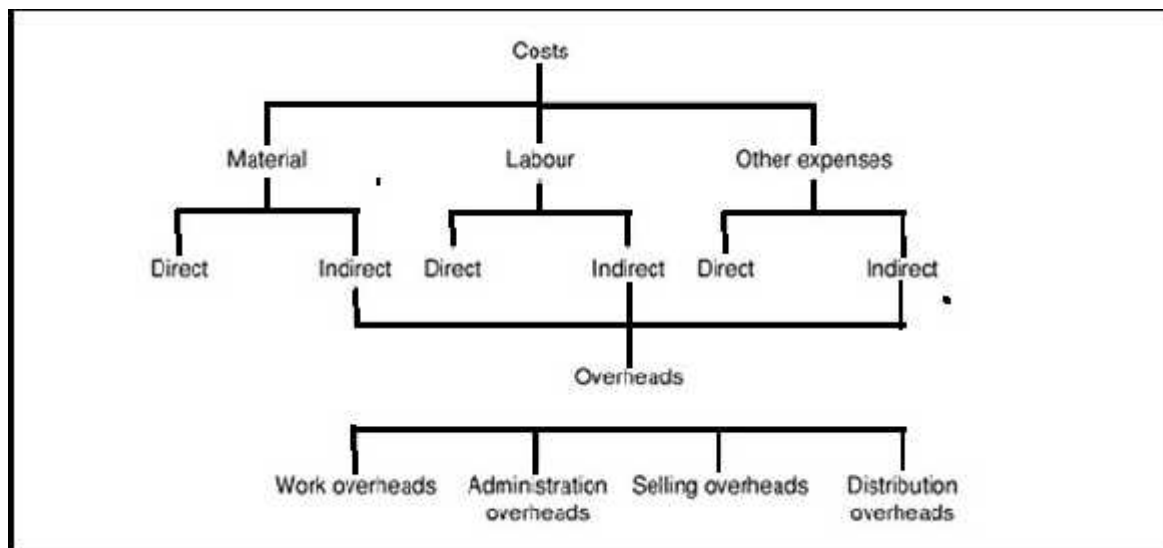 Costs
Material Labour Other expenses
Direct Indirect Direct Indirect Direct Indirect
Overheads
Work overheads Administration overheads Selling overheads Distribution overheads